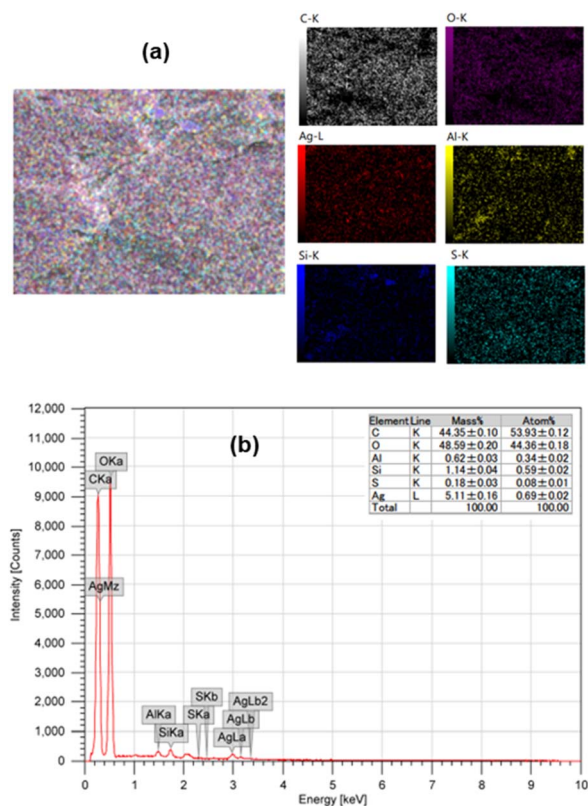 (a)
C-K
O-K
Ag-L
Al-K
Si-K
S-K
(b)
12,000
11,000
10,000
9,000
8,000
7,000
6,000
5,000
4,000
3,000
2,000
1,000
0
Intensity [Counts]
OKa
CKa
AgMz
AlKa
SiKa
SKb
SKa
AgLb2
AgLb
AgLa
Element Line Mass% Atom%
C K 44.35±0.10 53.93±0.12
O K 48.59±0.20 44.36±0.18
Al K 0.62±0.03 0.34±0.02
Si K 1.14±0.04 0.59±0.02
S K 0.18±0.03 0.08±0.01
Ag L 5.11±0.16 0.69±0.02
Total 100.00 100.00
0 1 2 3 4 5 6 7 8 9 10
Energy [keV]